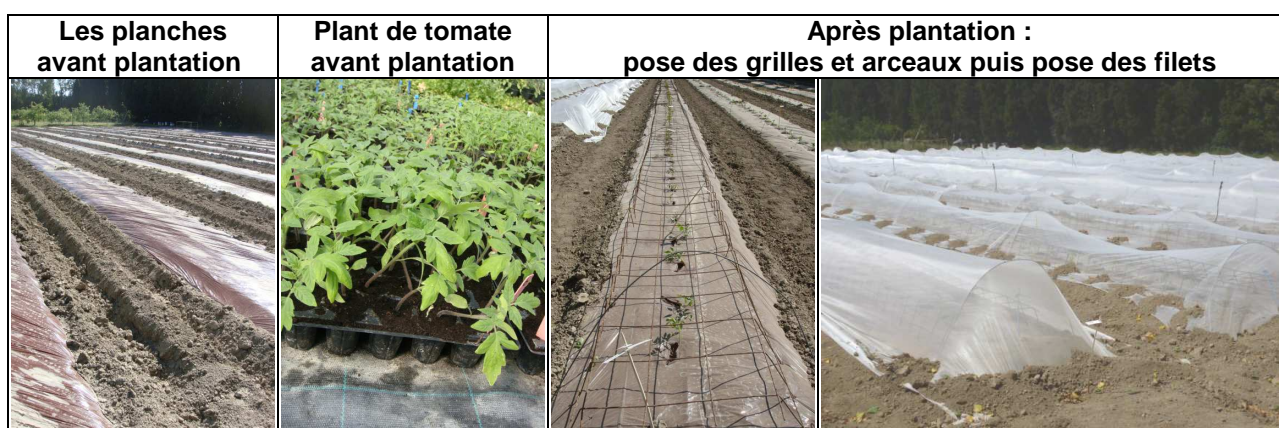 Les planches
avant plantation
Plant de tomate
avant plantation
Après plantation :
pose des grilles et arceaux puis pose des filets